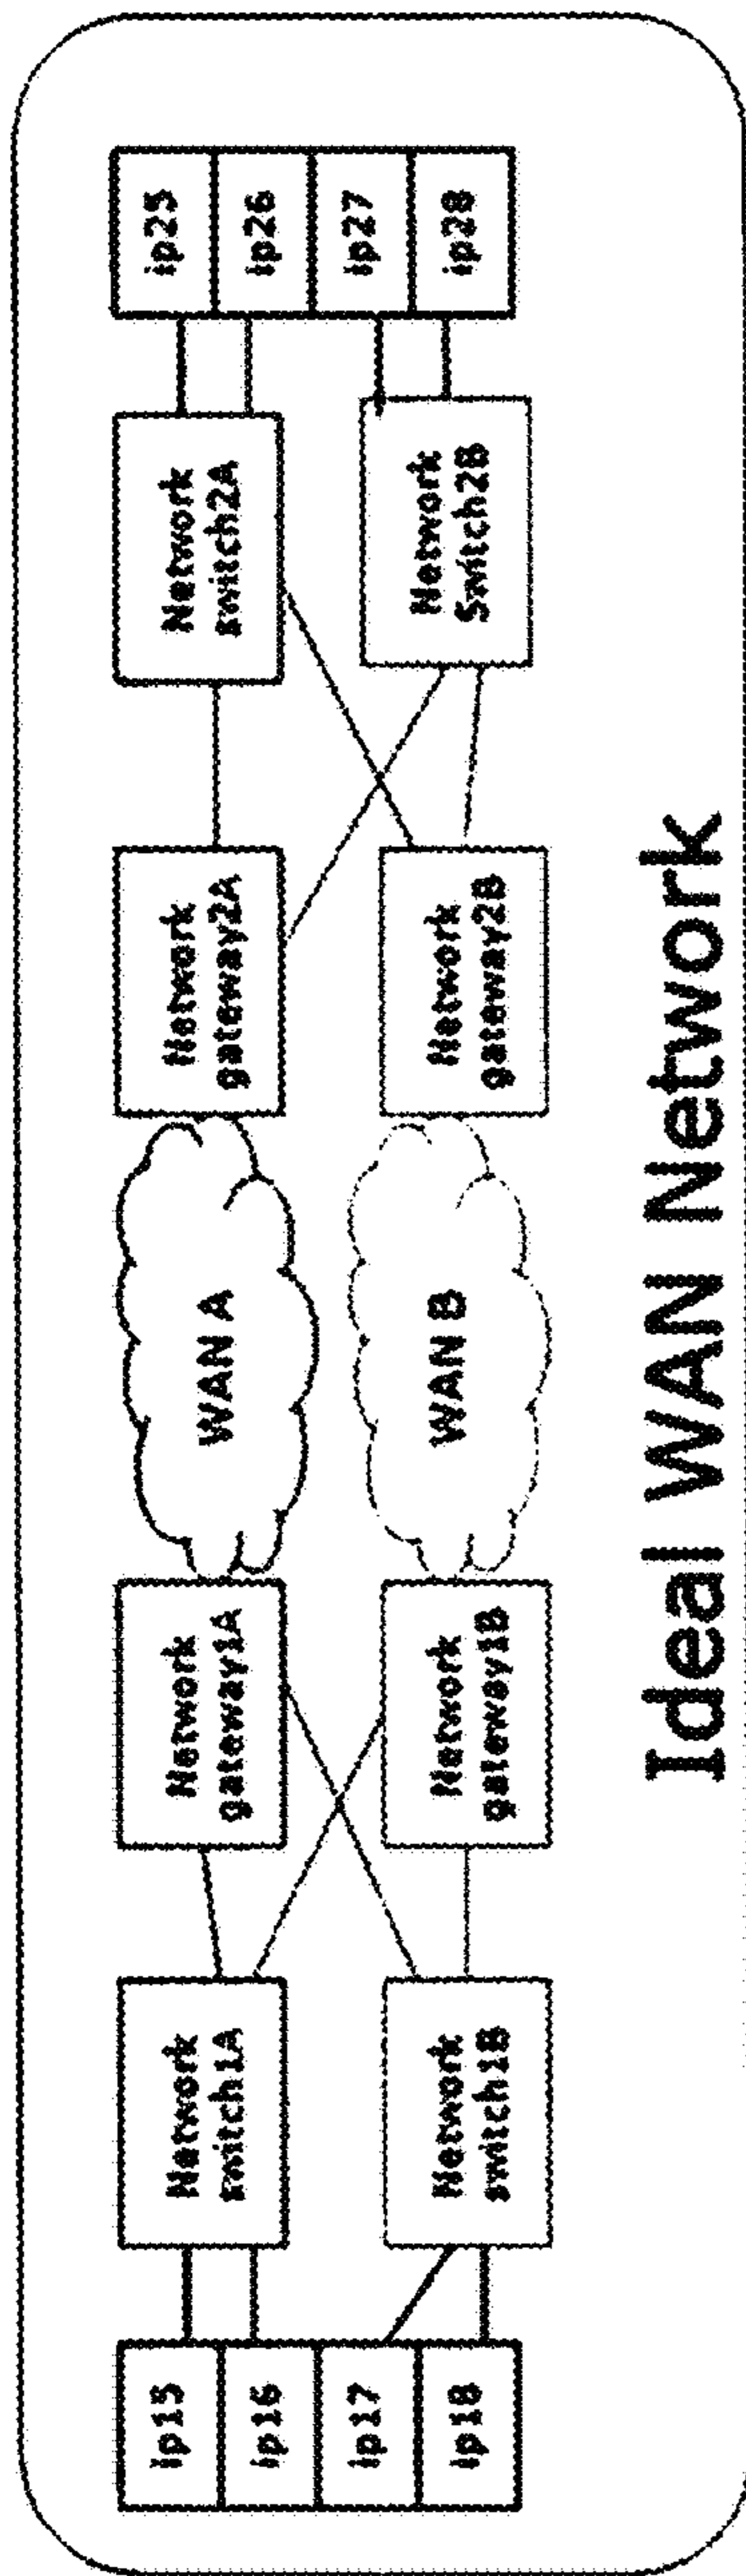 ip15
ip16
ip17
ip18
Network
switch1A
Network
switch1B
Network
gateway1A
Network
gateway1B
WAN A
WAN B
Network
gateway2A
Network
gateway2B
Network
switch2A
Network
Switch2B
ip25
ip26
ip27
ip28
Ideal WAN Network